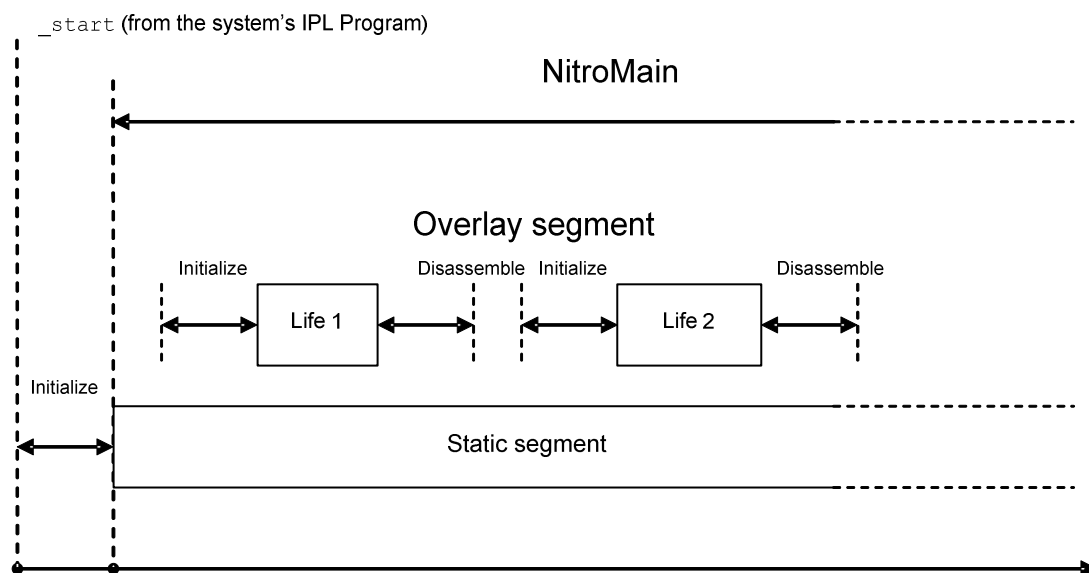 _start (from the system's IPL Program)
NitroMain
Overlay segment
Initialize
Disassemble
Initialize
Disassemble
Life 1
Life 2
Initialize
Static segment